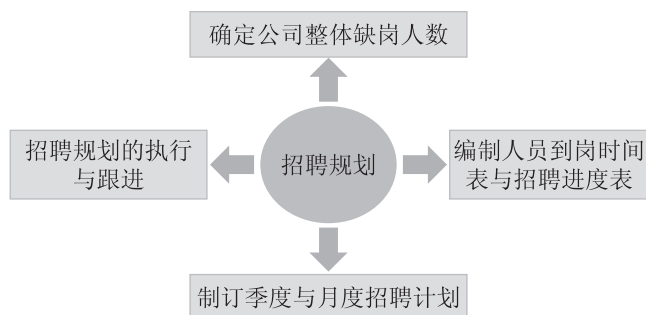 确定公司整体缺岗人数
招聘规划的执行
与跟进
招聘规划
编制人员到岗时间
表与招聘进度表
制订季度与月度招聘计划